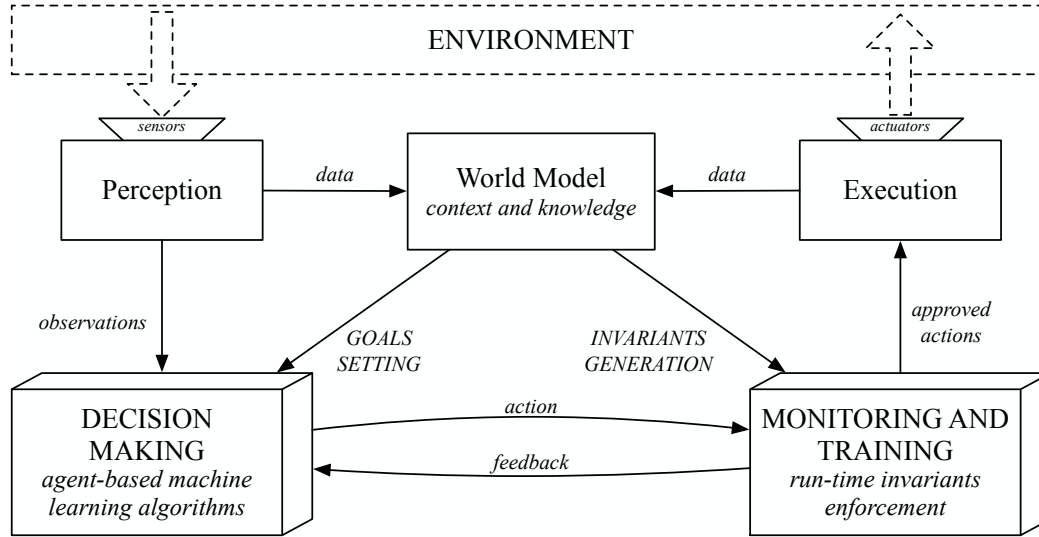 ENVIRONMENT
sensors
actuators
Perception
data
World Model
context and knowledge
data
Execution
observations
GOALS
SETTING
INVARIANTS
GENERATION
approved
actions
DECISION
MAKING
agent-based machine
learning algorithms
action
feedback
MONITORING AND
TRAINING
run-time invariants
enforcement